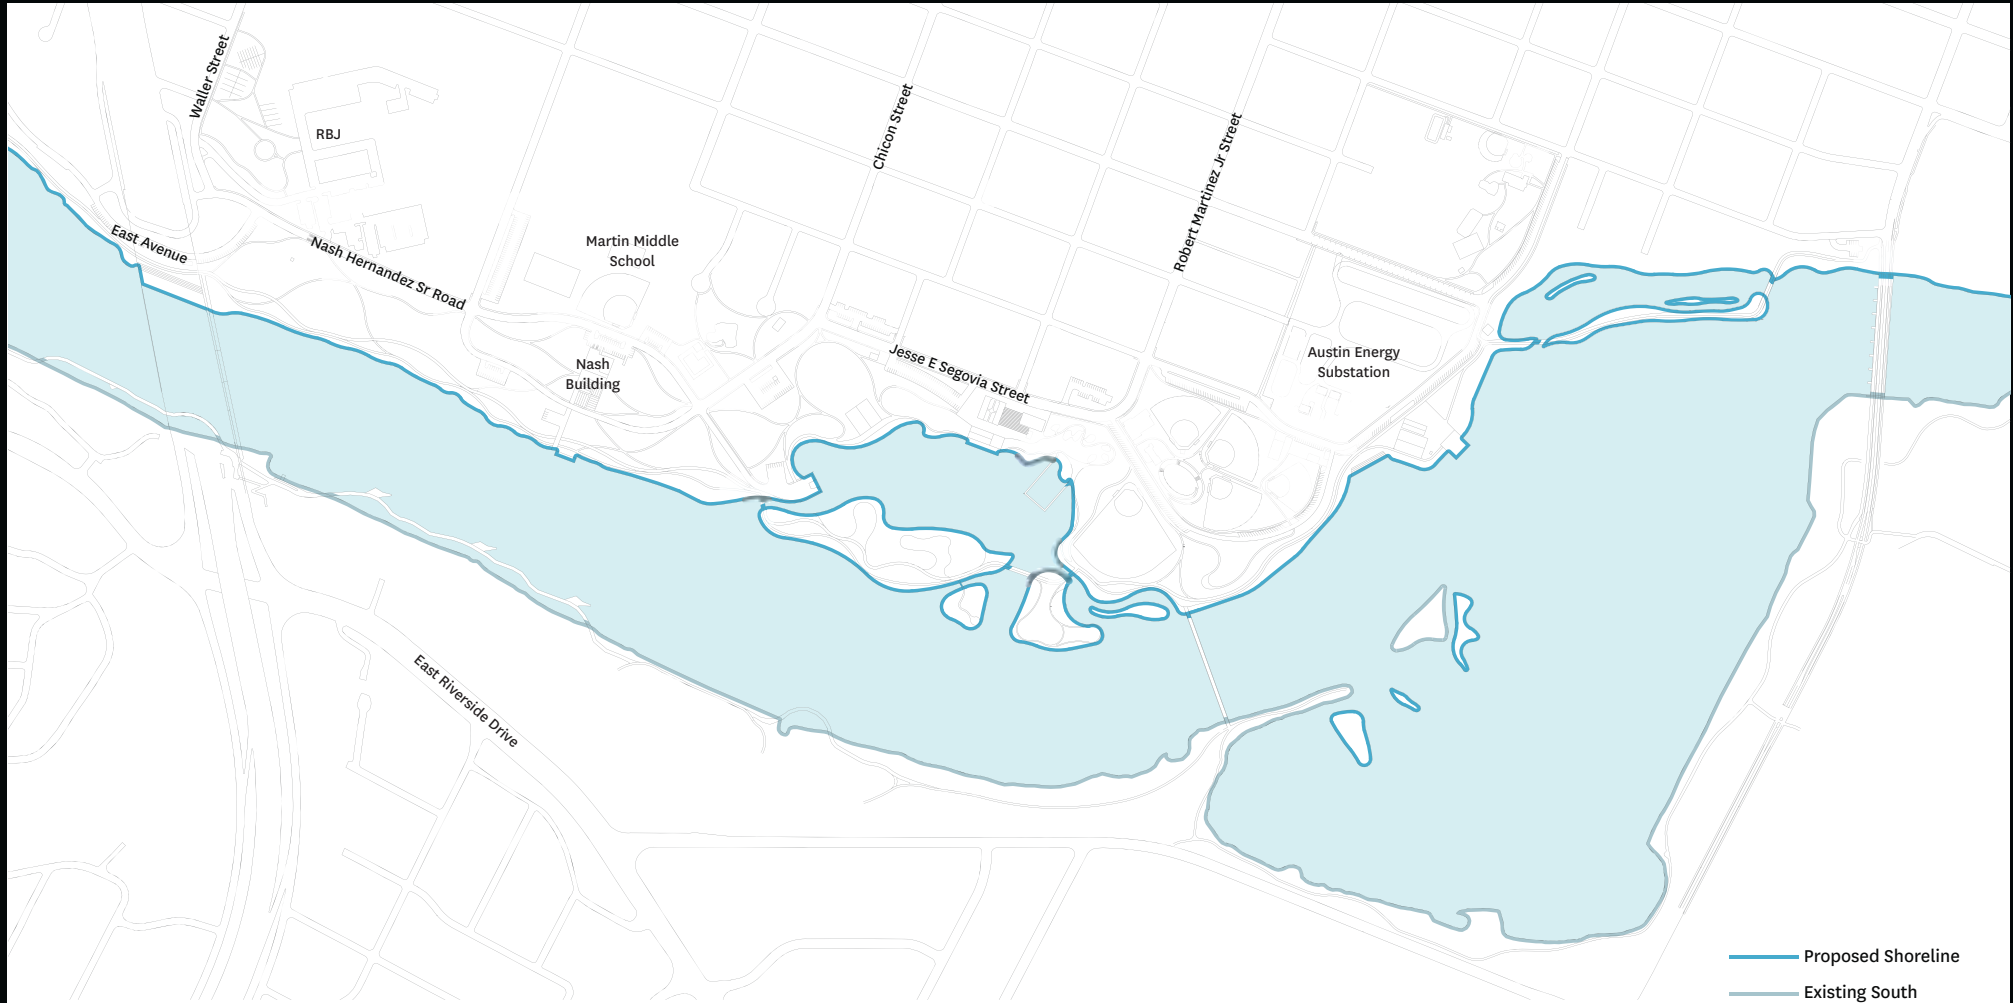 Waller Street
RBJ
Chicon Street
Robert Martinez Jr Street
East Avenue
Nash Hernandez Sr Road
Martin Middle
School
Nash
Building
Jesse E Segovia Street
Austin Energy
Substation
East Riverside Drive
Proposed Shoreline
Existing South